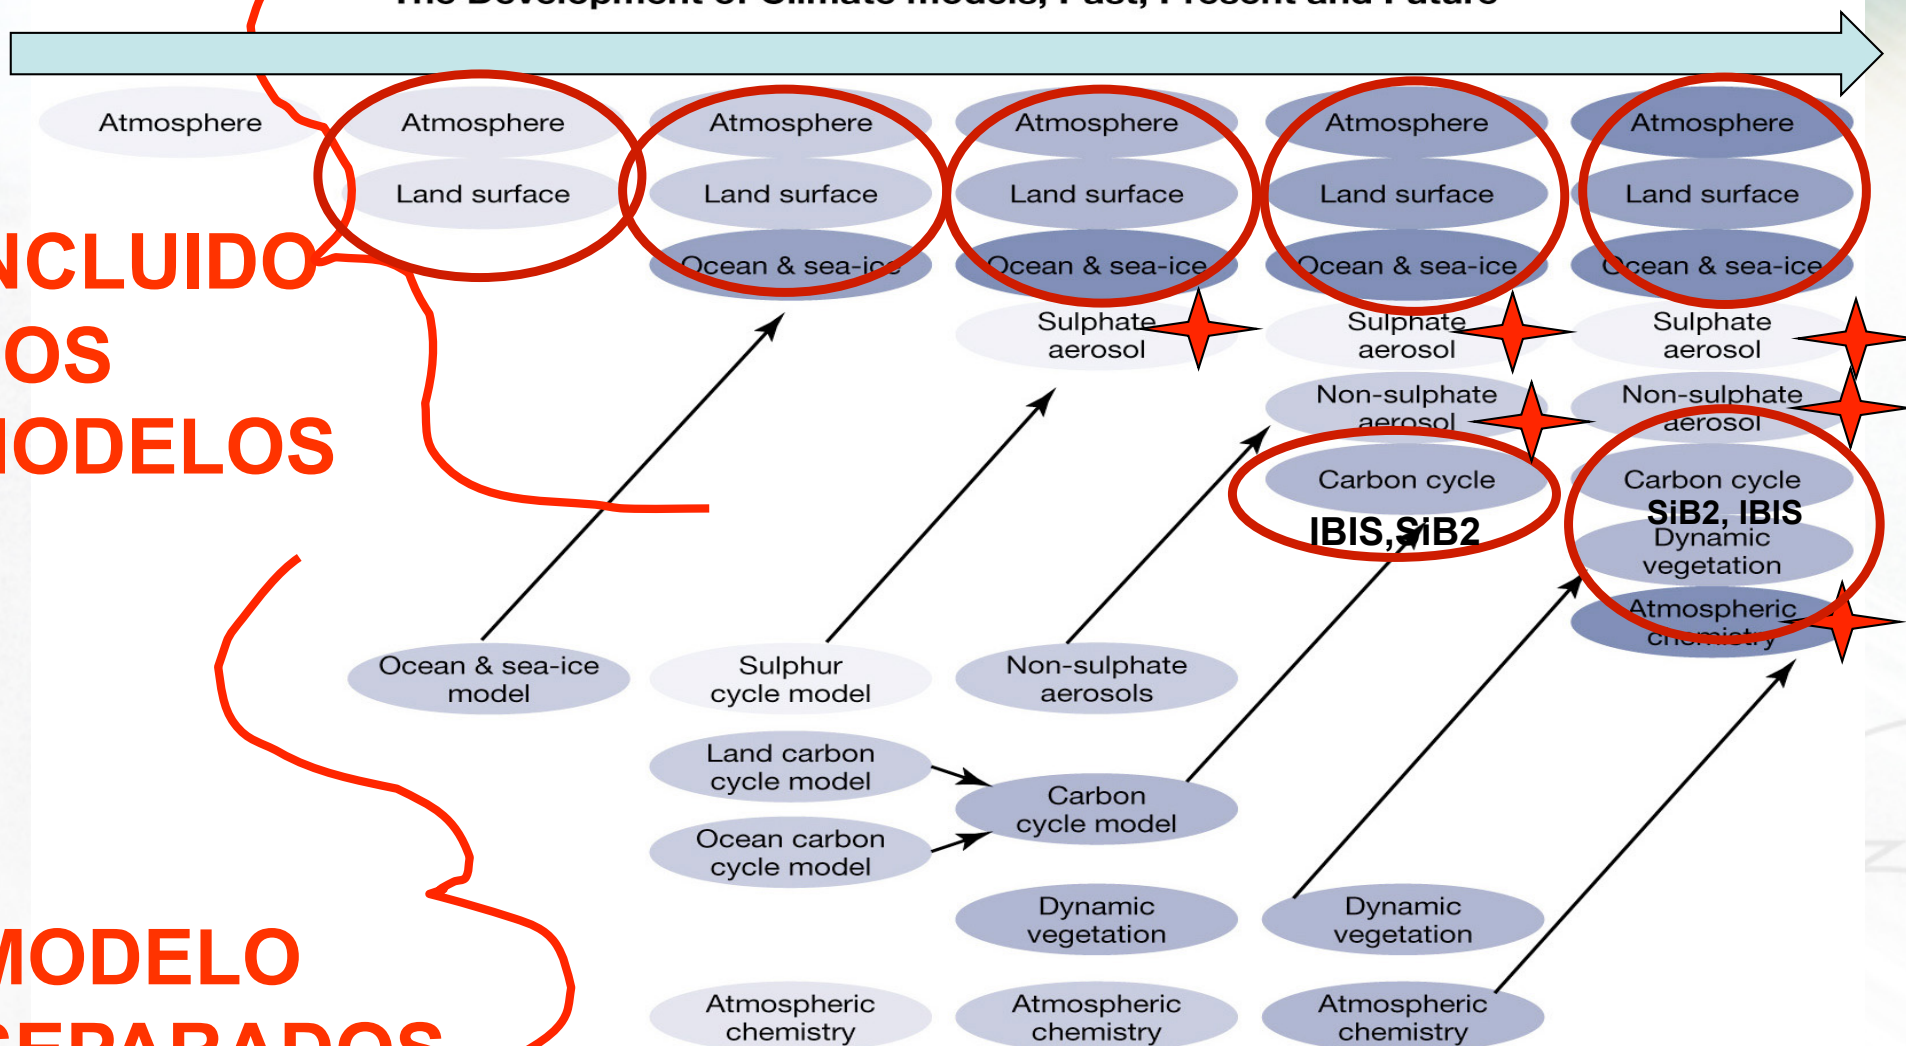 The Development of Climate models, Past, Present and Future
Atmosphere
Atmosphere
Atmosphere
Atmosphere
Atmosphere
Atmosphere
Land surface
Land surface
Land surface
Land surface
Land surface
Ocean & sea-ice
Ocean & sea-ice
Ocean & sea-ice
Ocean & sea-ice
NCLUIDO
OS
MODELOS
Sulphate
aerosol
Sulphate
aerosol
Sulphate
aerosol
Non-sulphate
aerosol
Non-sulphate
aerosol
Carbon cycle
IBIS,SiB2
Carbon cycle
SiB2, IBIS
Dynamic
vegetation
Atmospheric
chemistry
Ocean & sea-ice
model
Sulphur
cycle model
Non-sulphate
aerosols
Land carbon
cycle model
Carbon
cycle model
Ocean carbon
cycle model
Dynamic
vegetation
Dynamic
vegetation
MODELO
SEPARADOS
Atmospheric
chemistry
Atmospheric
chemistry
Atmospheric
chemistry